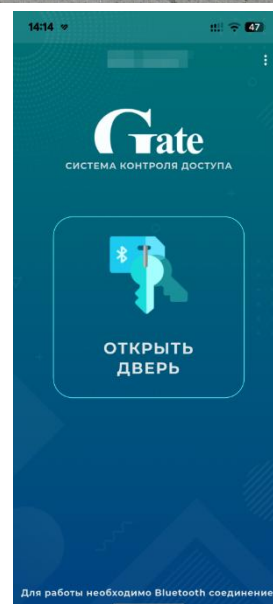 14:14
47
Gate
СИСТЕМА КОНТРОЛЯ ДОСТУПА
ОТКРЫТЬ
ДВЕРЬ
Для работы необходимо Bluetooth соединение